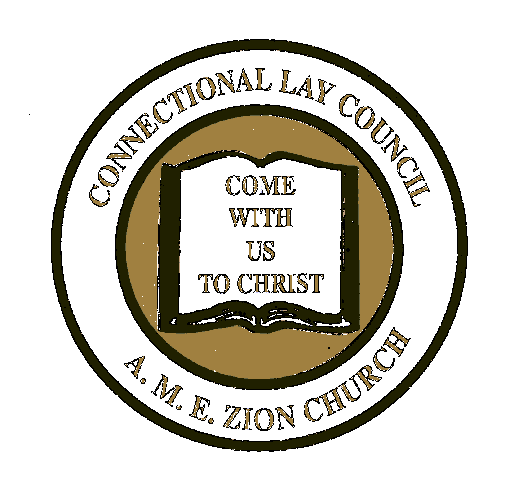 CONNECTIONAL LAY COUNCIL
COME
WITH
US
TO CHRIST
A. M. E. ZION CHURCH